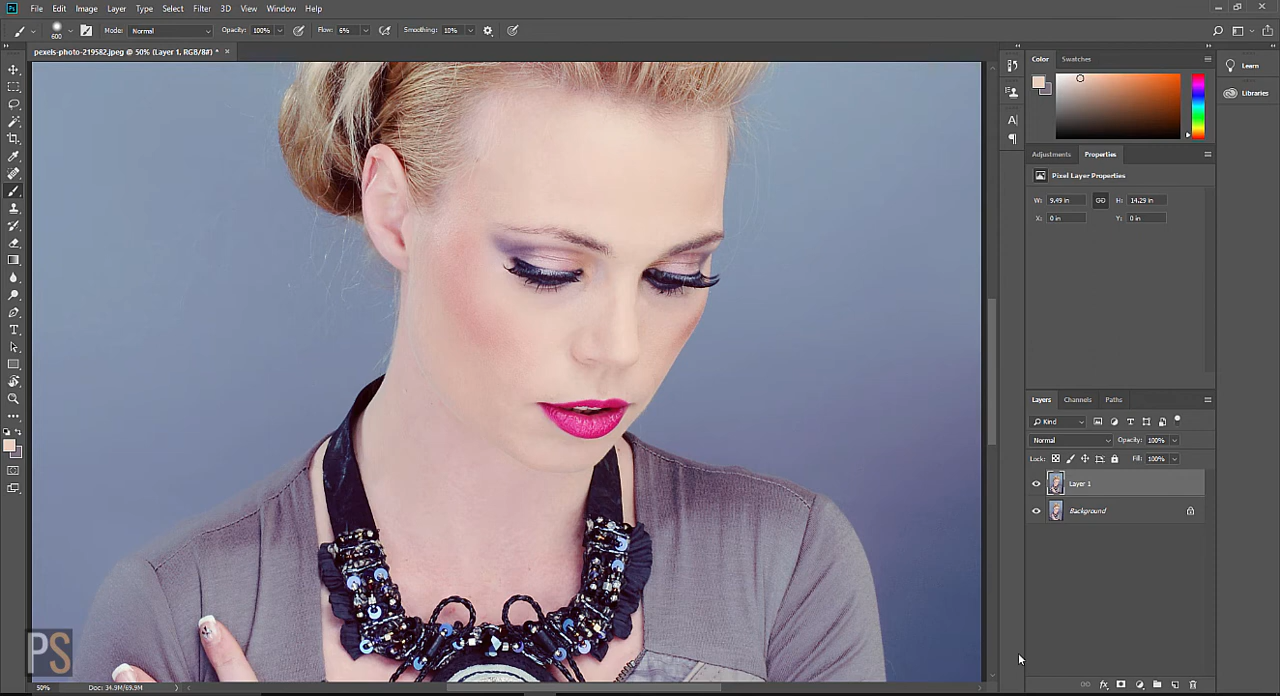 Ps File Edit Image Layer Type Select Filter 3D View Window Help
600 Mode: Normal Opacity: 100% Flow: 6% Smoothing: 10%
pexels-photo-219582.jpeg @ 50% (Layer 1, RGB/8#) * ×
Color Swatches
Learn
Libraries
A|
Adjustments Properties
Pixel Layer Properties
W: 9.49 in H: 14.29 in
X: 0 in Y: 0 in
T
Layers Channels Paths
Kind
Normal Opacity: 100%
Lock: Fill: 100%
Layer 1
Background
PS
50% Doc: 34.9M/69.9M
fx